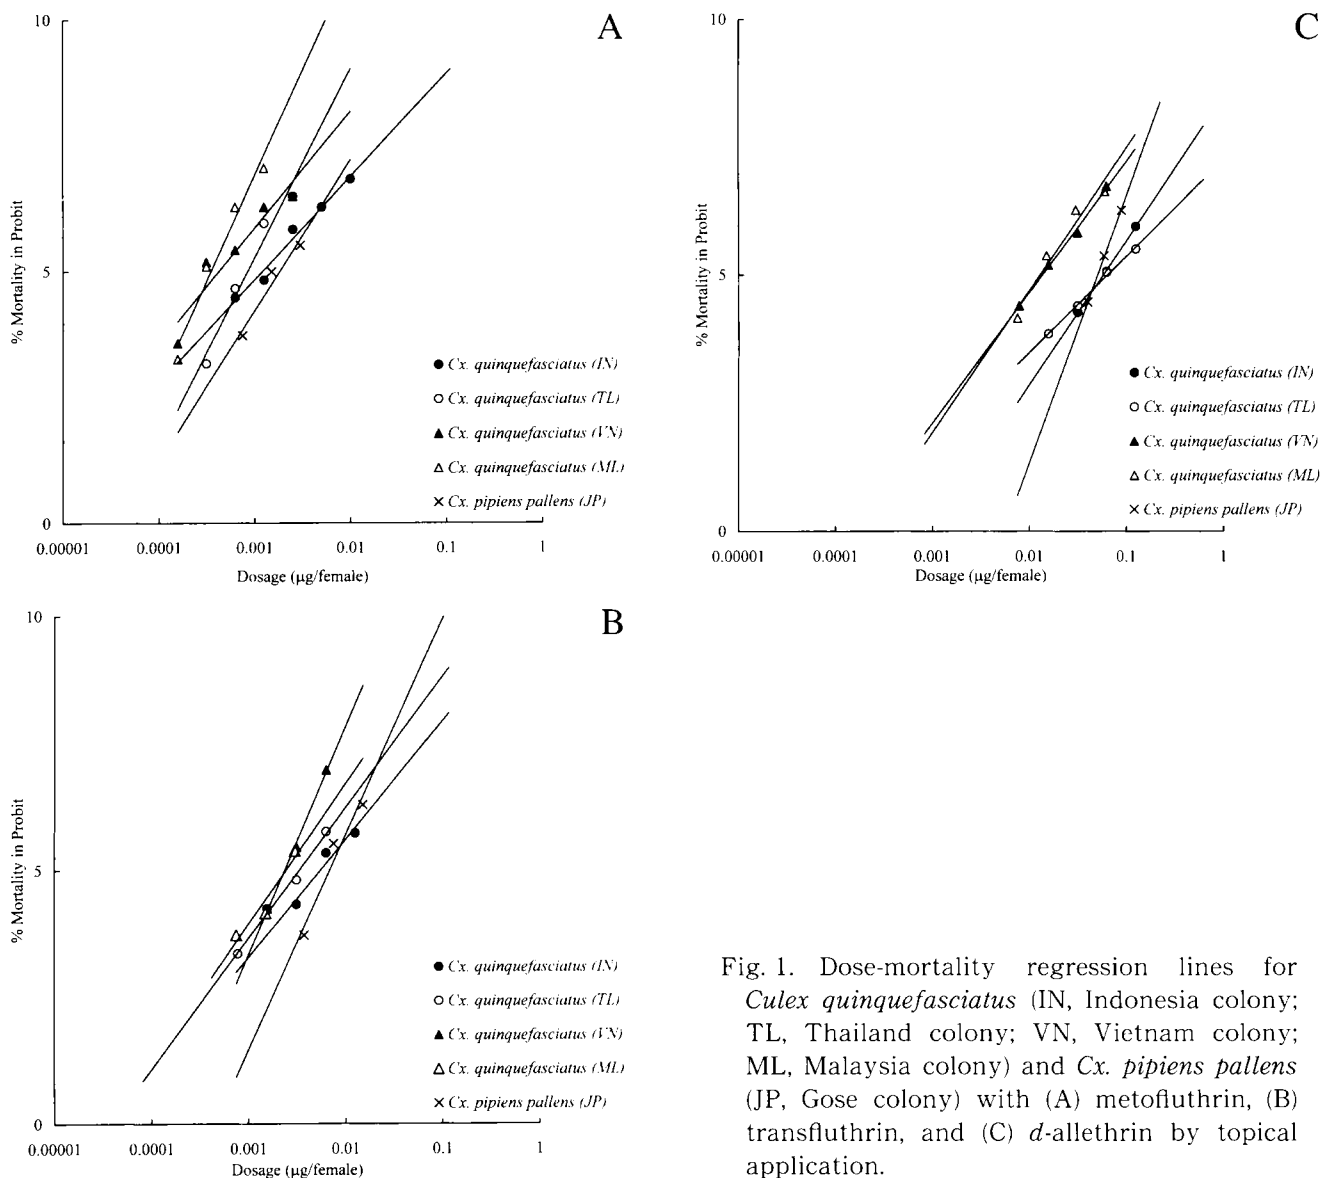 A
10
5
0
% Mortality in Probit
Cx. quinquefasciatus (IN)
Cx. quinquefasciatus (TL)
Cx. quinquefasciatus (VN)
Cx. quinquefasciatus (ML)
Cx. pipiens pallens (JP)
0.00001 0.0001 0.001 0.01 0.1 1
Dosage (μg/female)
C
10
5
0
% Mortality in Probit
Cx. quinquefasciatus (IN)
Cx. quinquefasciatus (TL)
Cx. quinquefasciatus (VN)
Cx. quinquefasciatus (ML)
Cx. pipiens pallens (JP)
0.00001 0.0001 0.001 0.01 0.1 1
Dosage (μg/female)
B
10
5
0
% Mortality in Probit
Cx. quinquefasciatus (IN)
Cx. quinquefasciatus (TL)
Cx. quinquefasciatus (VN)
Cx. quinquefasciatus (ML)
Cx. pipiens pallens (JP)
0.00001 0.0001 0.001 0.01 0.1 1
Dosage (μg/female)
Fig. 1. Dose-mortality regression lines for
Culex quinquefasciatus (IN, Indonesia colony;
TL, Thailand colony; VN, Vietnam colony;
ML, Malaysia colony) and Cx. pipiens pallens
(JP, Gose colony) with (A) metofluthrin, (B)
transfluthrin, and (C) d-allethrin by topical
application.